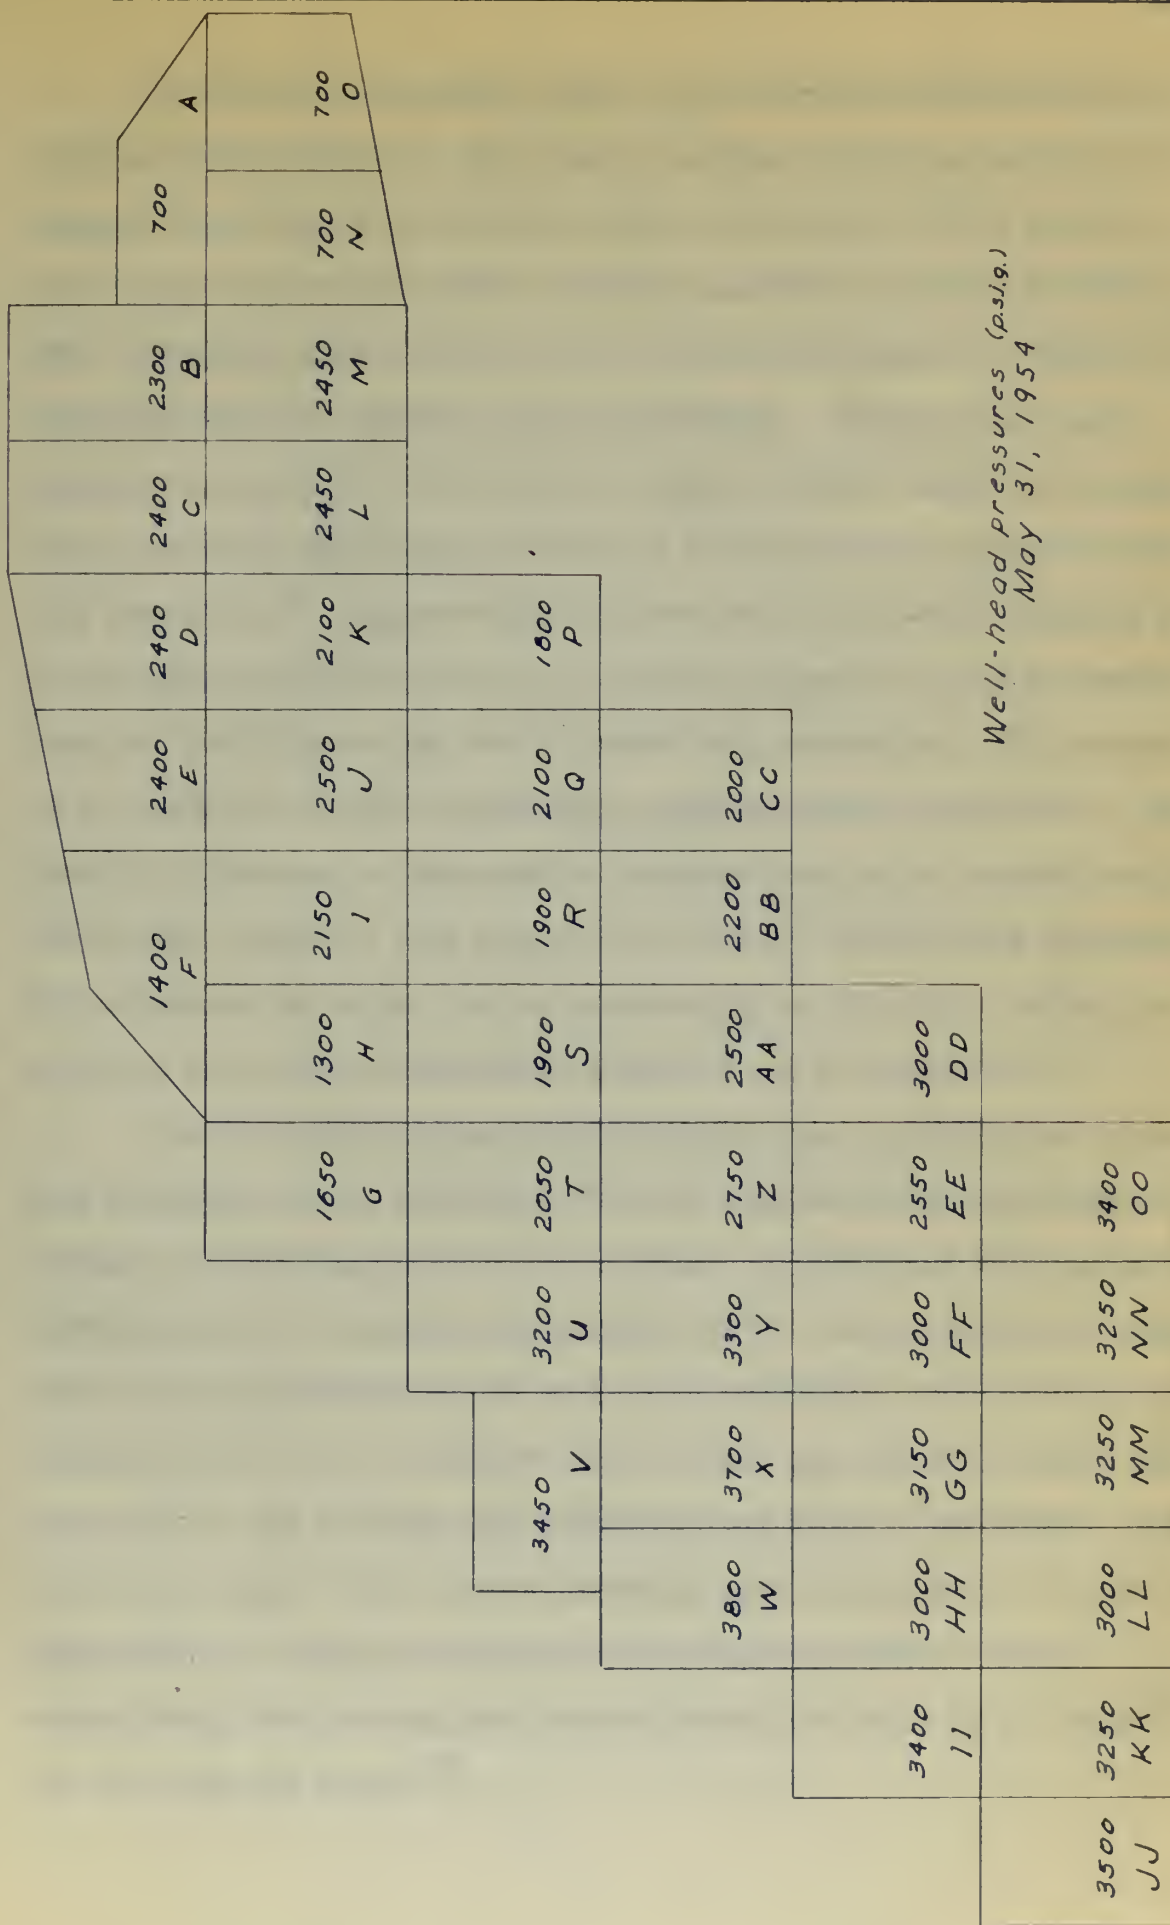 1400
F
2400
E
2400
D
2400
C
2300
B
700
A
1650
G
1300
H
2150
I
2500
J
2100
K
2450
L
2450
M
700
N
700
O
3450
V
3200
U
2050
T
1900
S
1900
R
2100
Q
1800
P
3800
W
3700
X
3300
Y
2750
Z
2500
AA
2200
BB
2000
CC
3400
II
3000
HH
3150
GG
3000
FF
2550
EE
3000
DD
Well-head pressures (p.s.i.g.)
May 31, 1954
3500
JJ
3250
KK
3000
LL
3250
MM
3250
NN
3400
OO